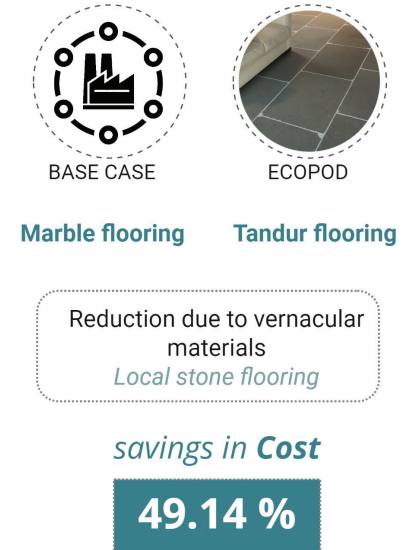 BASE CASE
ECOPOD
Marble flooring
Tandur flooring
Reduction due to vernacular
materials
Local stone flooring
savings in Cost
49.14 %